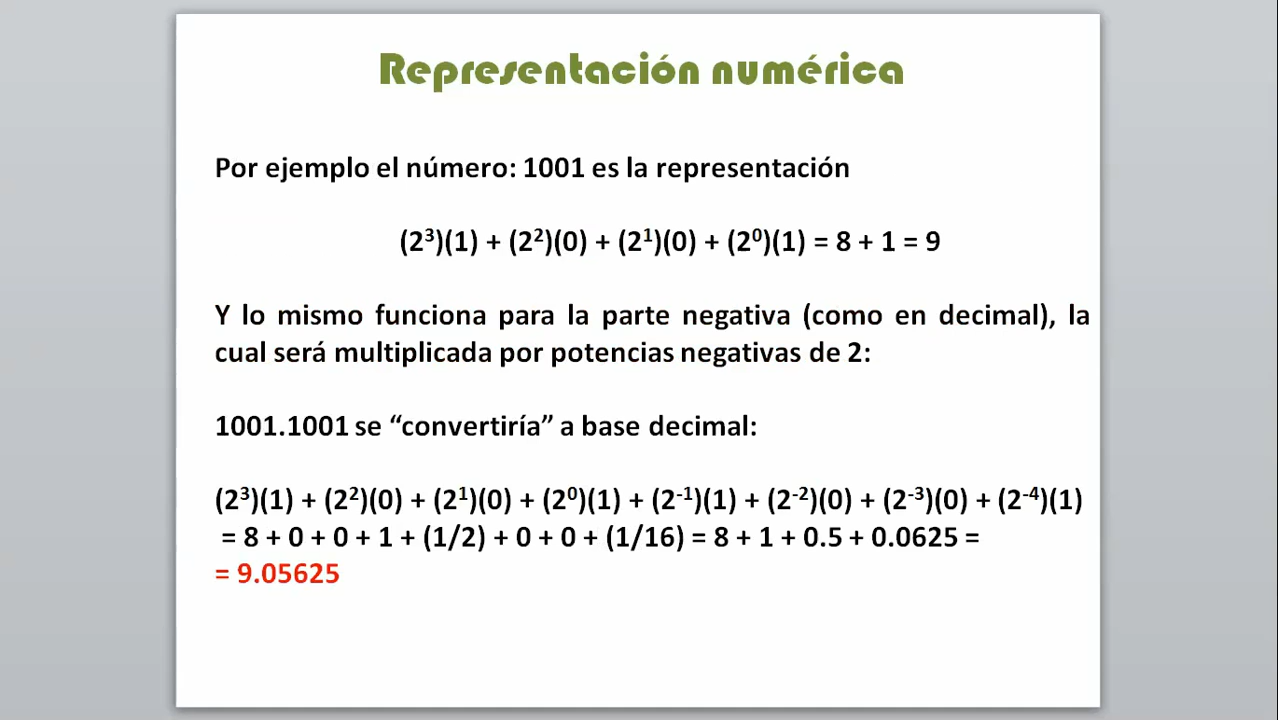 Representación numérica
Por ejemplo el número: 1001 es la representación
(2³)(1) + (2²)(0) + (2¹)(0) + (2⁰)(1) = 8 + 1 = 9
Y lo mismo funciona para la parte negativa (como en decimal), la
cual será multiplicada por potencias negativas de 2:
1001.1001 se “convertiría” a base decimal:
(2³)(1) + (2²)(0) + (2¹)(0) + (2⁰)(1) + (2⁻¹)(1) + (2⁻²)(0) + (2⁻³)(0) + (2⁻⁴)(1)
= 8 + 0 + 0 + 1 + (1/2) + 0 + 0 + (1/16) = 8 + 1 + 0.5 + 0.0625 =
= 9.05625